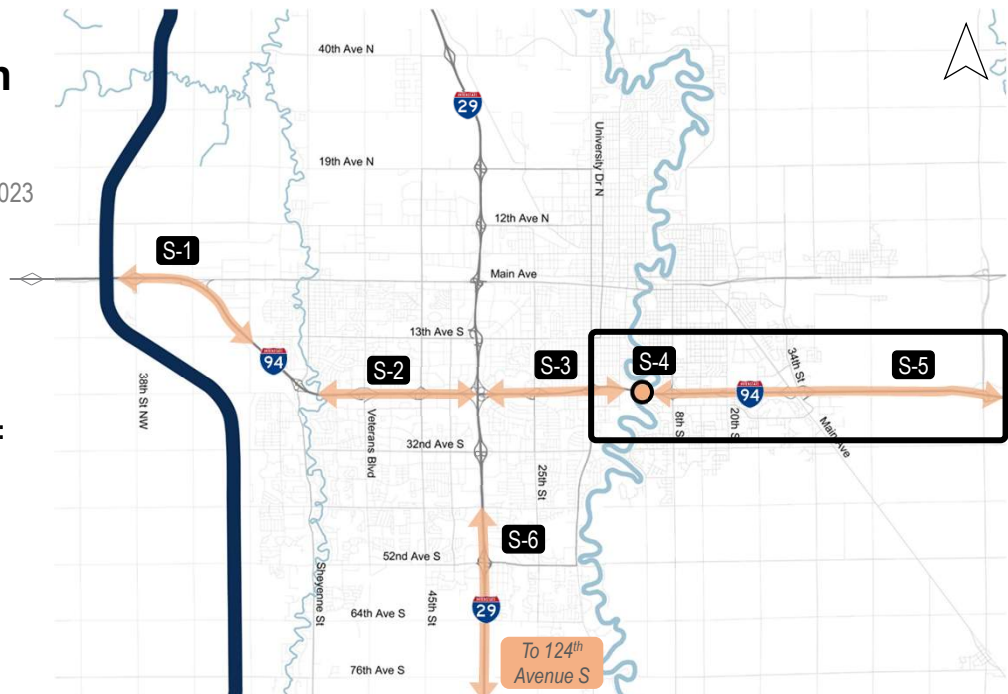 n
023
:
40th Ave N
INTERSTATE
29
University Dr N
19th Ave N
12th Ave N
S-1
Main Ave
13th Ave S
S-2
S-3
S-4
S-5
94
34th St
94
38th St NW
Veterans Blvd
8th S
20th S
Main Ave
32nd Ave S
25th St
S-6
52nd Ave S
Sheyenne St
45th St
64th Ave S
29
To 124th
Avenue S
76th Ave S